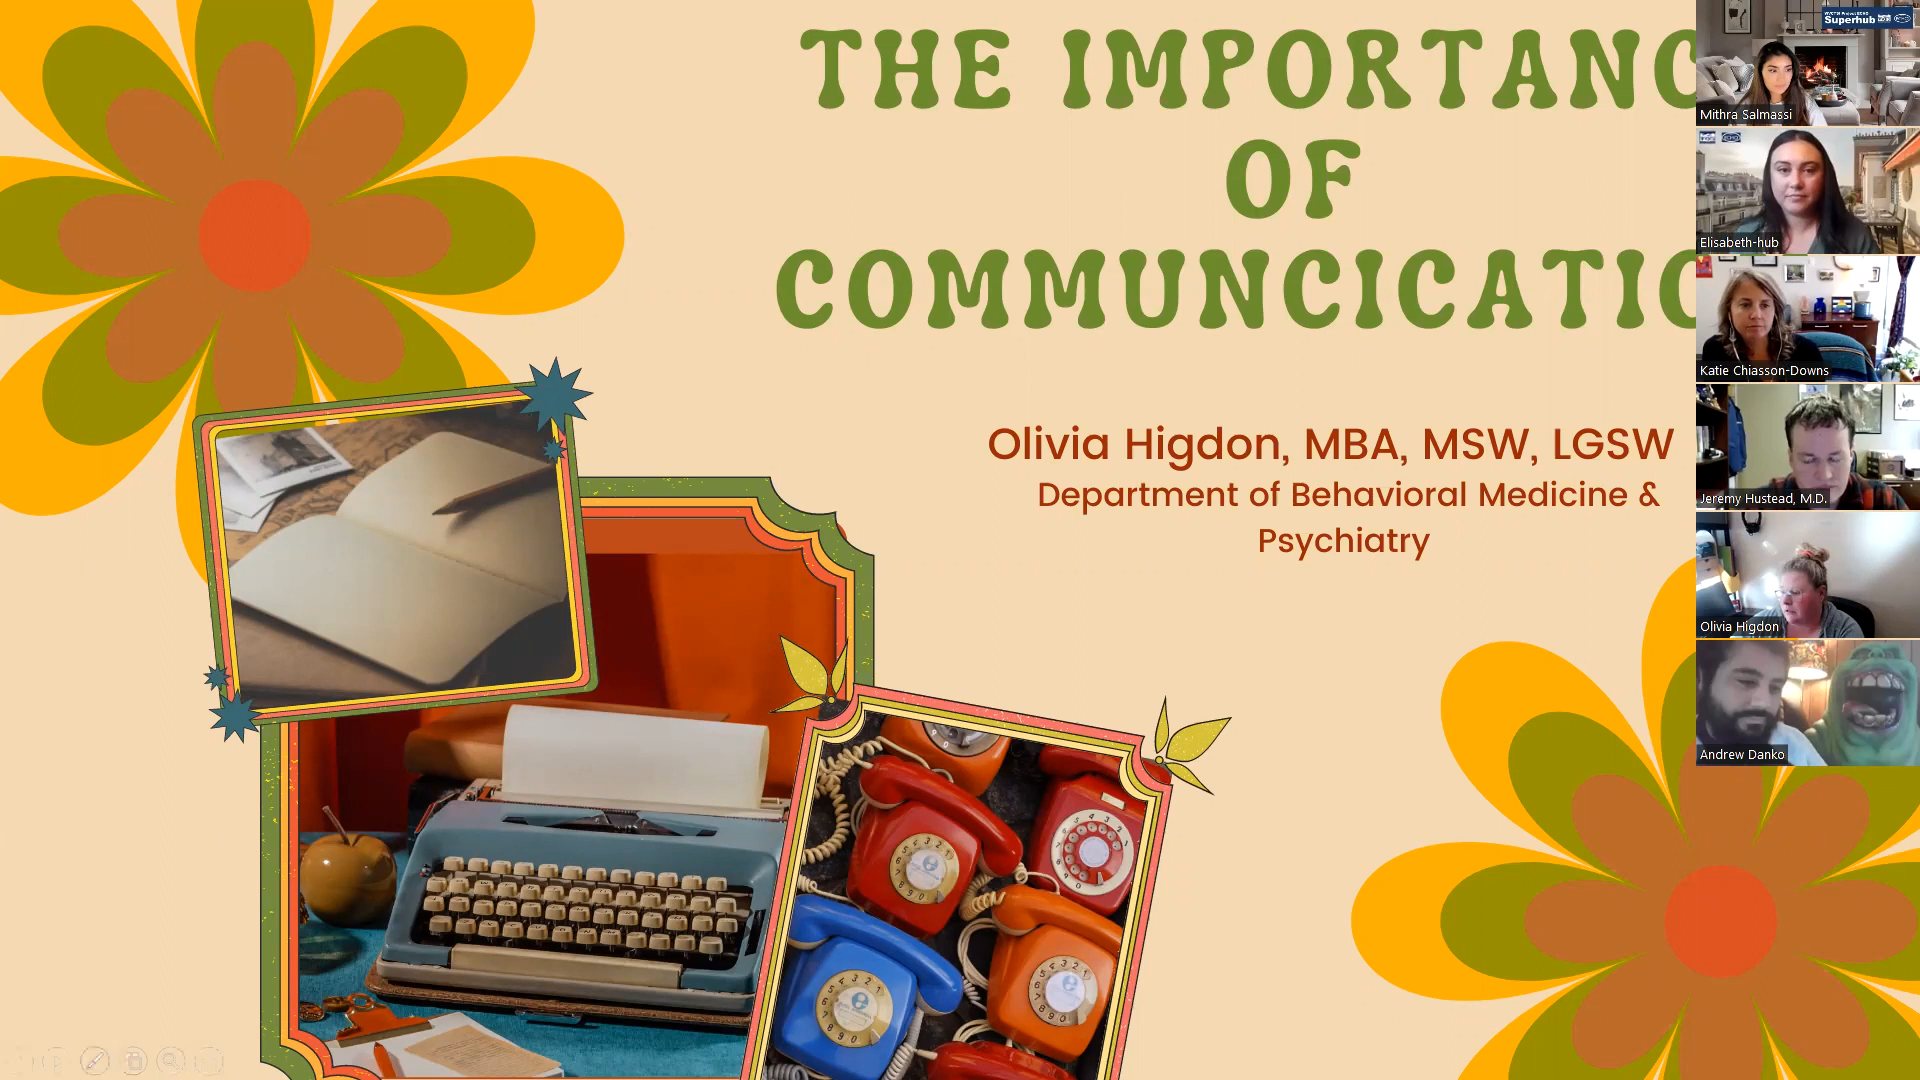 THE IMPORTANC
OF
COMMUNCICATIO
Olivia Higdon, MBA, MSW, LGSW
Department of Behavioral Medicine &
Psychiatry
Superhub
Mithra Salmassi
Elisabeth-hub
Katie Chiasson-Downs
Jeremy Hustead, M.D.
Olivia Higdon
Andrew Danko